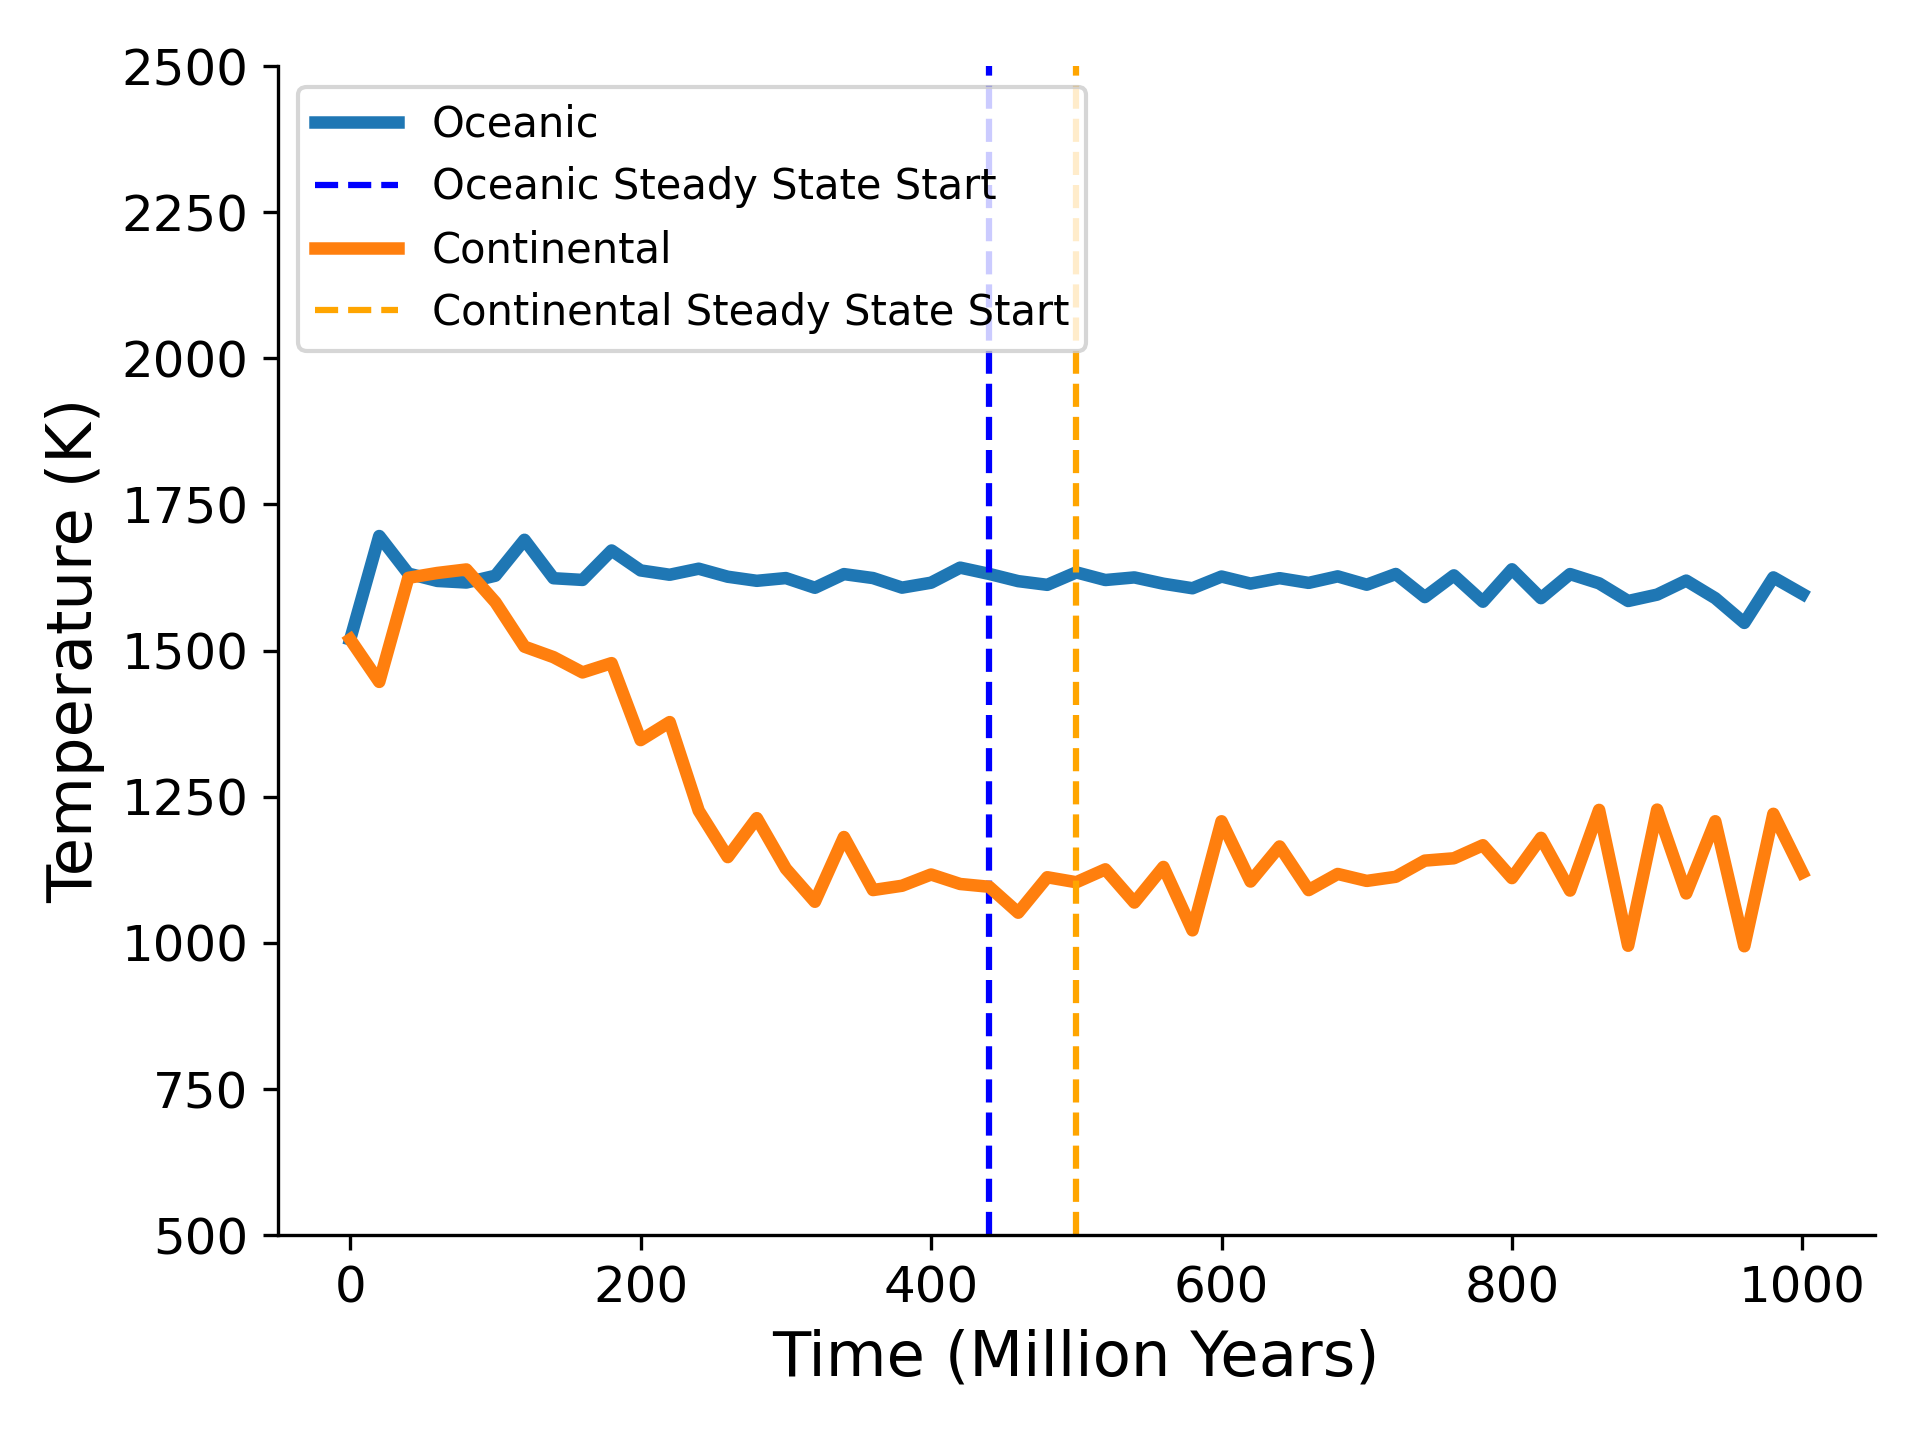 2500
2250
2000
1750
1500
1250
1000
750
500
Temperature (K)
Oceanic
Oceanic Steady State Start
Continental
Continental Steady State Start
0 200 400 600 800 1000
Time (Million Years)